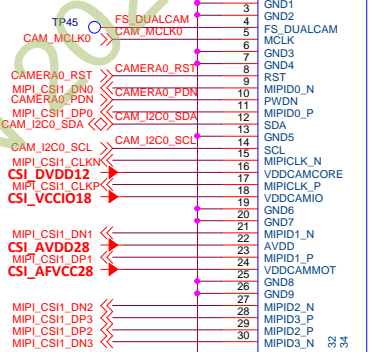 GND1
3 GND2
TP45 FS_DUALCAM 4 FS_DUALCAM
CAM_MCLK0 CAM_MCLK0 5 MCLK
6 GND3
7 GND4
CAMERA0_RST CAMERA0_RST 8 RST
MIPI_CSI1_DN0 9 MIPID0_N
CAMERA0_PDN CAMERA0_PDN 10 PWDN
MIPI_CSI1_DP0 11 MIPID0_P
CAM_I2C0_SDA CAM_I2C0_SDA 12 SDA
13 GND5
CAM_I2C0_SCL CAM_I2C0_SCL 14 SCL
MIPI_CSI1_CLKN 15 MIPICLK_N
CSI_DVDD12 16 VDDCAMCORE
MIPI_CSI1_CLKP 17 MIPICLK_P
CSI_VCCIO18 18 VDDCAMIO
19 GND6
20 GND7
MIPI_CSI1_DN1 21 MIPID1_N
CSI_AVDD28 22 AVDD
MIPI_CSI1_DP1 23 MIPID1_P
CSI_AFVCC28 24 VDDCAMMOT
25 GND8
26 GND9
MIPI_CSI1_DN2 27 MIPID2_N
MIPI_CSI1_DP3 28 MIPID3_P
MIPI_CSI1_DP2 29 MIPID2_P
MIPI_CSI1_DN3 30 MIPID3_N
32
34